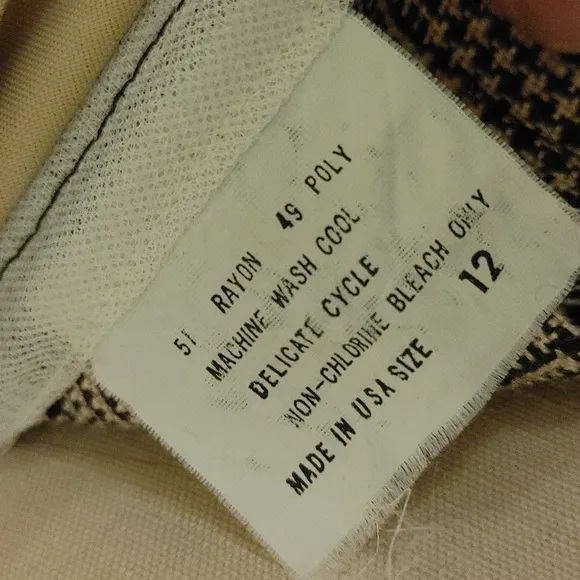 51 RAYON 49 POLY
MACHINE WASH COOL
DELICATE CYCLE
NON-CHLORINE BLEACH ONLY
MADE IN USA SIZE 12